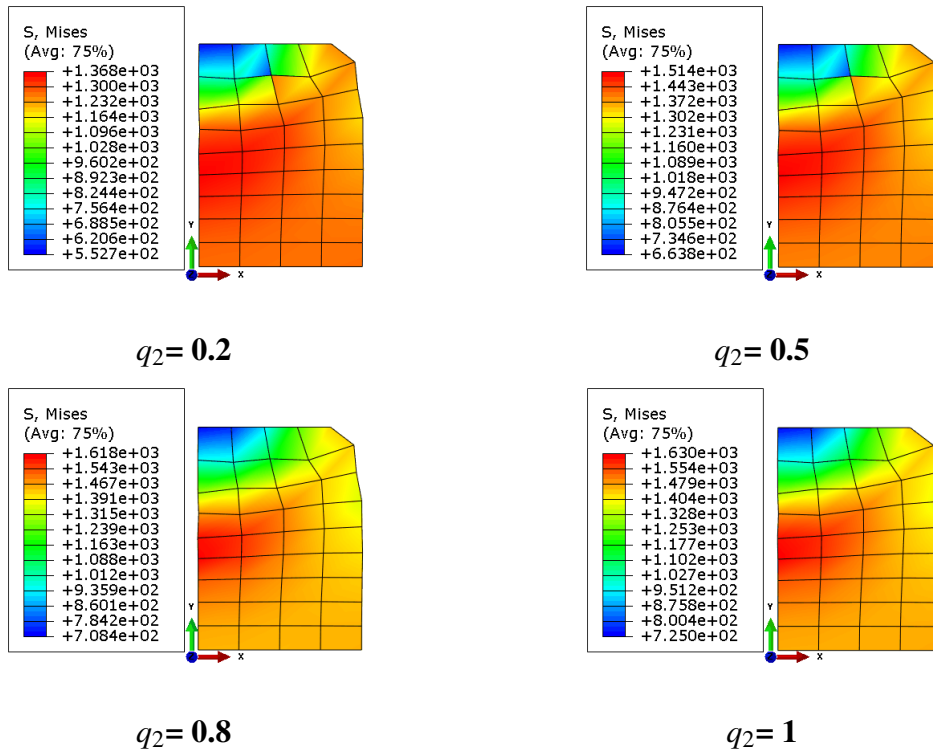 S, Mises
(Avg: 75%)
+1.368e+03
+1.300e+03
+1.232e+03
+1.164e+03
+1.096e+03
+1.028e+03
+9.602e+02
+8.923e+02
+8.244e+02
+7.564e+02
+6.885e+02
+6.206e+02
+5.527e+02
Y
X
q₂= 0.2
S, Mises
(Avg: 75%)
+1.514e+03
+1.443e+03
+1.372e+03
+1.302e+03
+1.231e+03
+1.160e+03
+1.089e+03
+1.018e+03
+9.472e+02
+8.764e+02
+8.055e+02
+7.346e+02
+6.638e+02
Y
X
q₂= 0.5
S, Mises
(Avg: 75%)
+1.618e+03
+1.543e+03
+1.467e+03
+1.391e+03
+1.315e+03
+1.239e+03
+1.163e+03
+1.088e+03
+1.012e+03
+9.359e+02
+8.601e+02
+7.842e+02
+7.084e+02
Y
X
q₂= 0.8
S, Mises
(Avg: 75%)
+1.630e+03
+1.554e+03
+1.479e+03
+1.404e+03
+1.328e+03
+1.253e+03
+1.177e+03
+1.102e+03
+1.027e+03
+9.512e+02
+8.758e+02
+8.004e+02
+7.250e+02
Y
X
q₂= 1